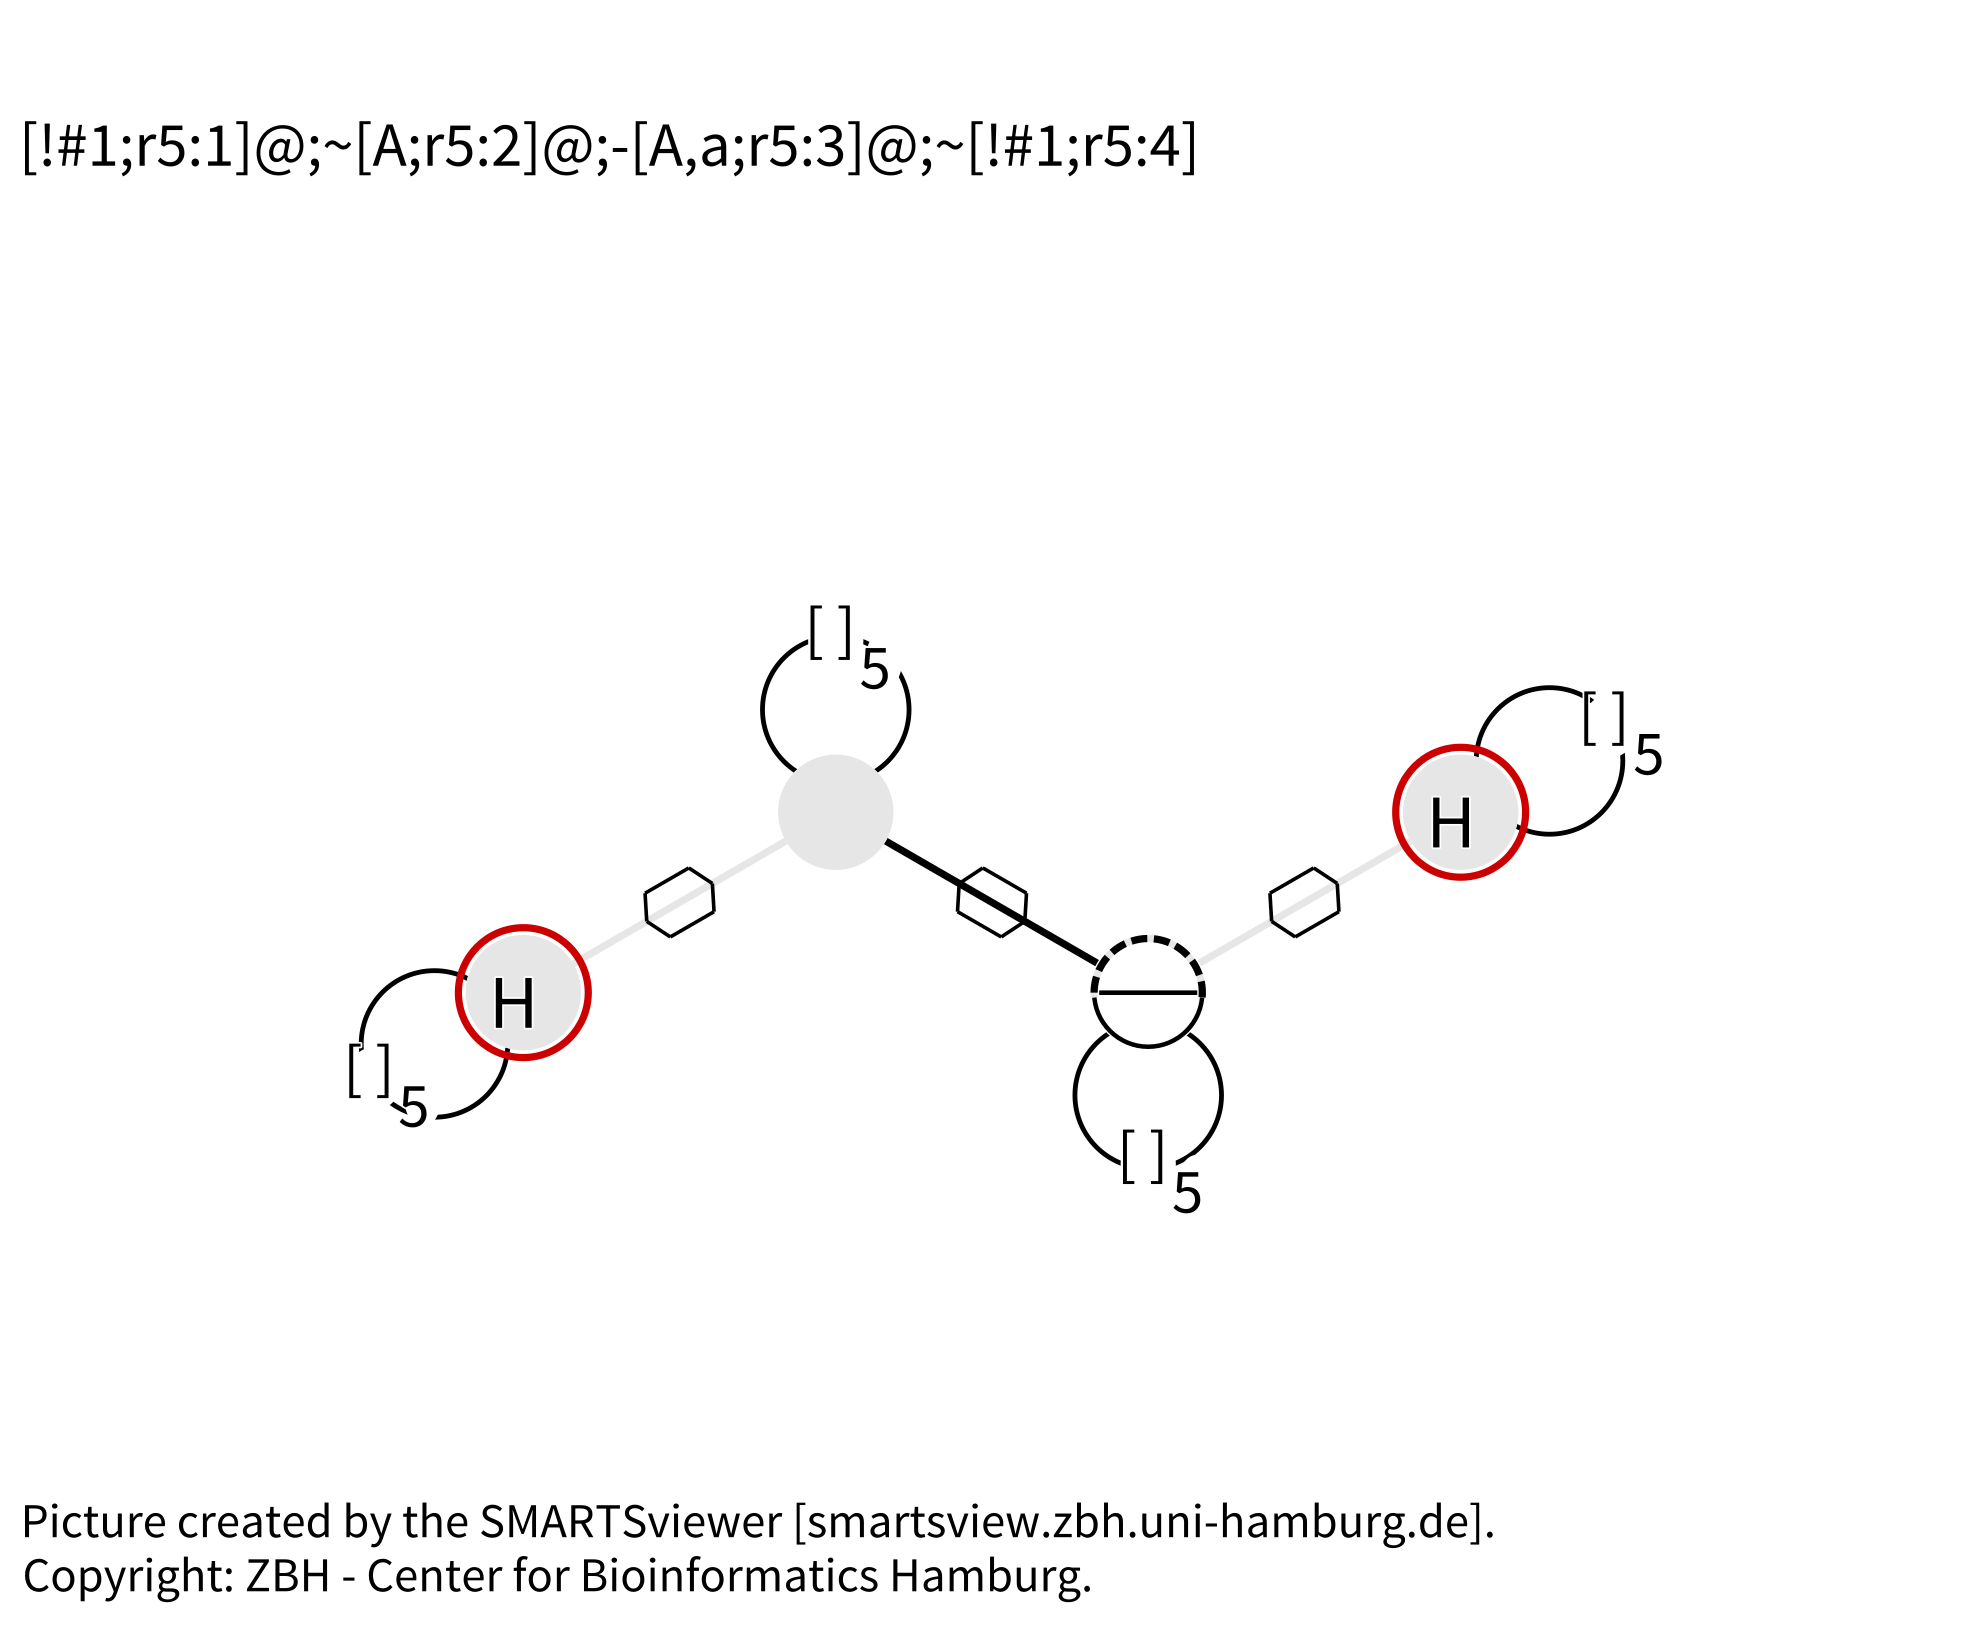 [!#1;r5:1]@;~[A;r5:2]@;-[A,a;r5:3]@;~[!#1;r5:4]
[ ]5
[ ]5
H
H
[ ]5
[ ]5
Picture created by the SMARTSviewer [smartsview.zbh.uni-hamburg.de].
Copyright: ZBH - Center for Bioinformatics Hamburg.